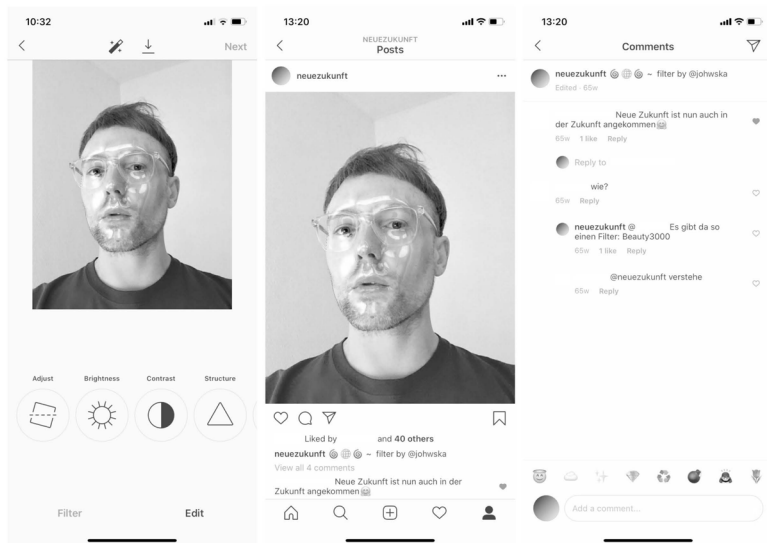 10:32
Next
Adjust
Brightness
Contrast
Structure
Filter
Edit
13:20
NEUEZUKUNFT
Posts
neuezukunft
Liked by and 40 others
neuezukunft ~ filter by @johwska
View all 4 comments
Neue Zukunft ist nun auch in der
Zukunft angekommen
13:20
Comments
neuezukunft ~ filter by @johwska
Edited · 65w
Neue Zukunft ist nun auch in
der Zukunft angekommen
65w 1 like Reply
Reply to
wie?
65w Reply
neuezukunft @ Es gibt da so
einen Filter: Beauty3000
65w 1 like Reply
@neuezukunft verstehe
65w Reply
Add a comment...